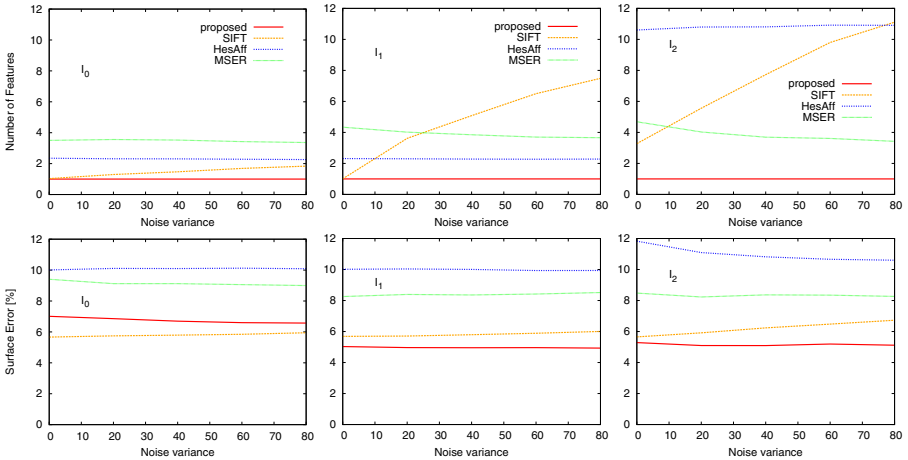 12
10
8
6
4
2
0
Number of Features
proposed
SIFT
HesAff
MSER
I0
0 10 20 30 40 50 60 70 80
Noise variance
12
10
8
6
4
2
0
proposed
SIFT
HesAff
MSER
I1
0 10 20 30 40 50 60 70 80
Noise variance
12
10
8
6
4
2
0
I2
proposed
SIFT
HesAff
MSER
0 10 20 30 40 50 60 70 80
Noise variance
12
10
8
6
4
2
0
Surface Error [%]
I0
0 10 20 30 40 50 60 70 80
Noise variance
12
10
8
6
4
2
0
I1
0 10 20 30 40 50 60 70 80
Noise variance
12
10
8
6
4
2
0
I2
0 10 20 30 40 50 60 70 80
Noise variance